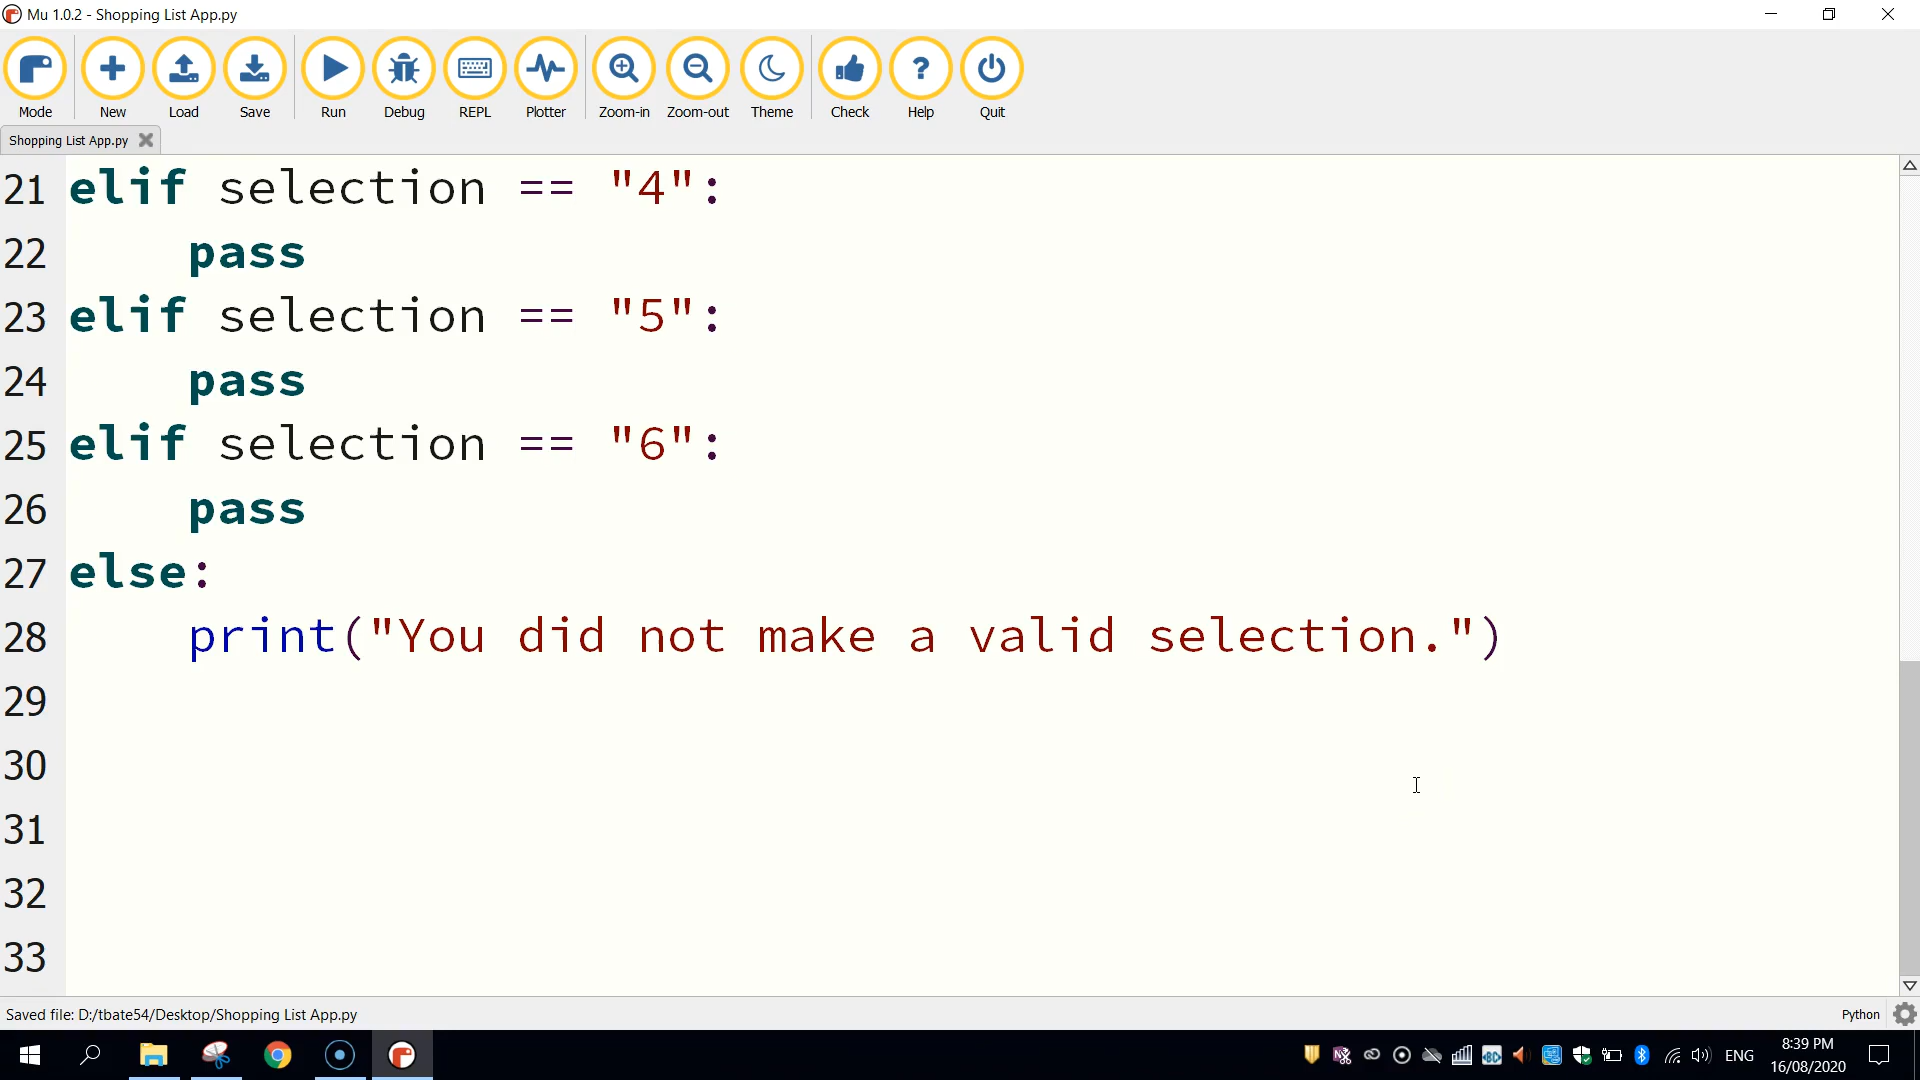 Mu 1.0.2 - Shopping List App.py
Mode New Load Save Run Debug REPL Plotter Zoom-in Zoom-out Theme Check Help Quit
Shopping List App.py
21 elif selection == "4":
22     pass
23 elif selection == "5":
24     pass
25 elif selection == "6":
26     pass
27 else:
28     print("You did not make a valid selection.")
29
30
31
32
33
Saved file: D:/tbate54/Desktop/Shopping List App.py
Python
ENG
8:39 PM
16/08/2020